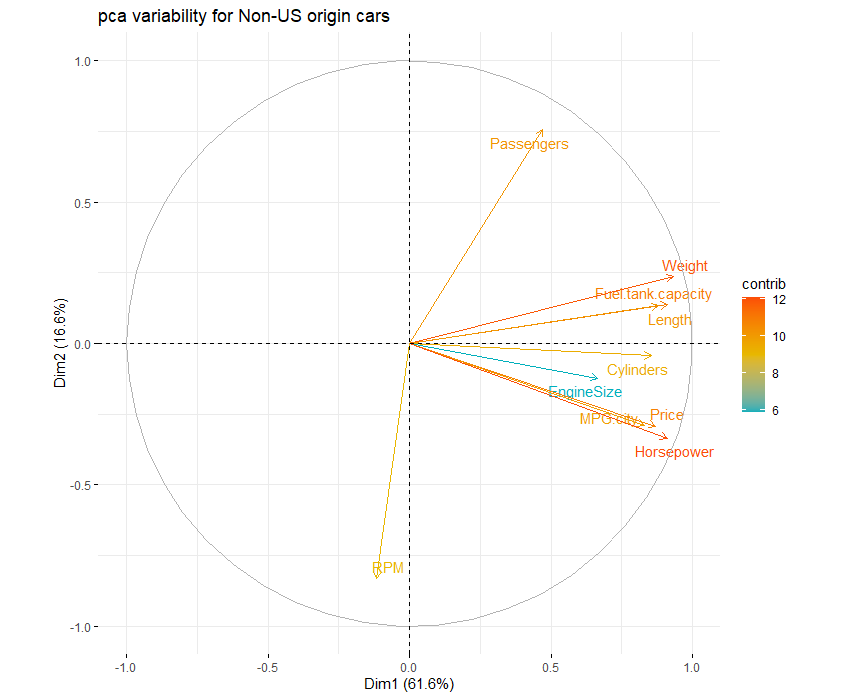 pca variability for Non-US origin cars
1.0
Passengers
0.5
Weight
contrib
Fuel.tank.capacity
12
Length
10
Dim2 (16.6%)
0.0
Cylinders
8
EngineSize
6
MPG.city
Price
Horsepower
-0.5
RPM
-1.0
-1.0
-0.5
0.0
0.5
1.0
Dim1 (61.6%)